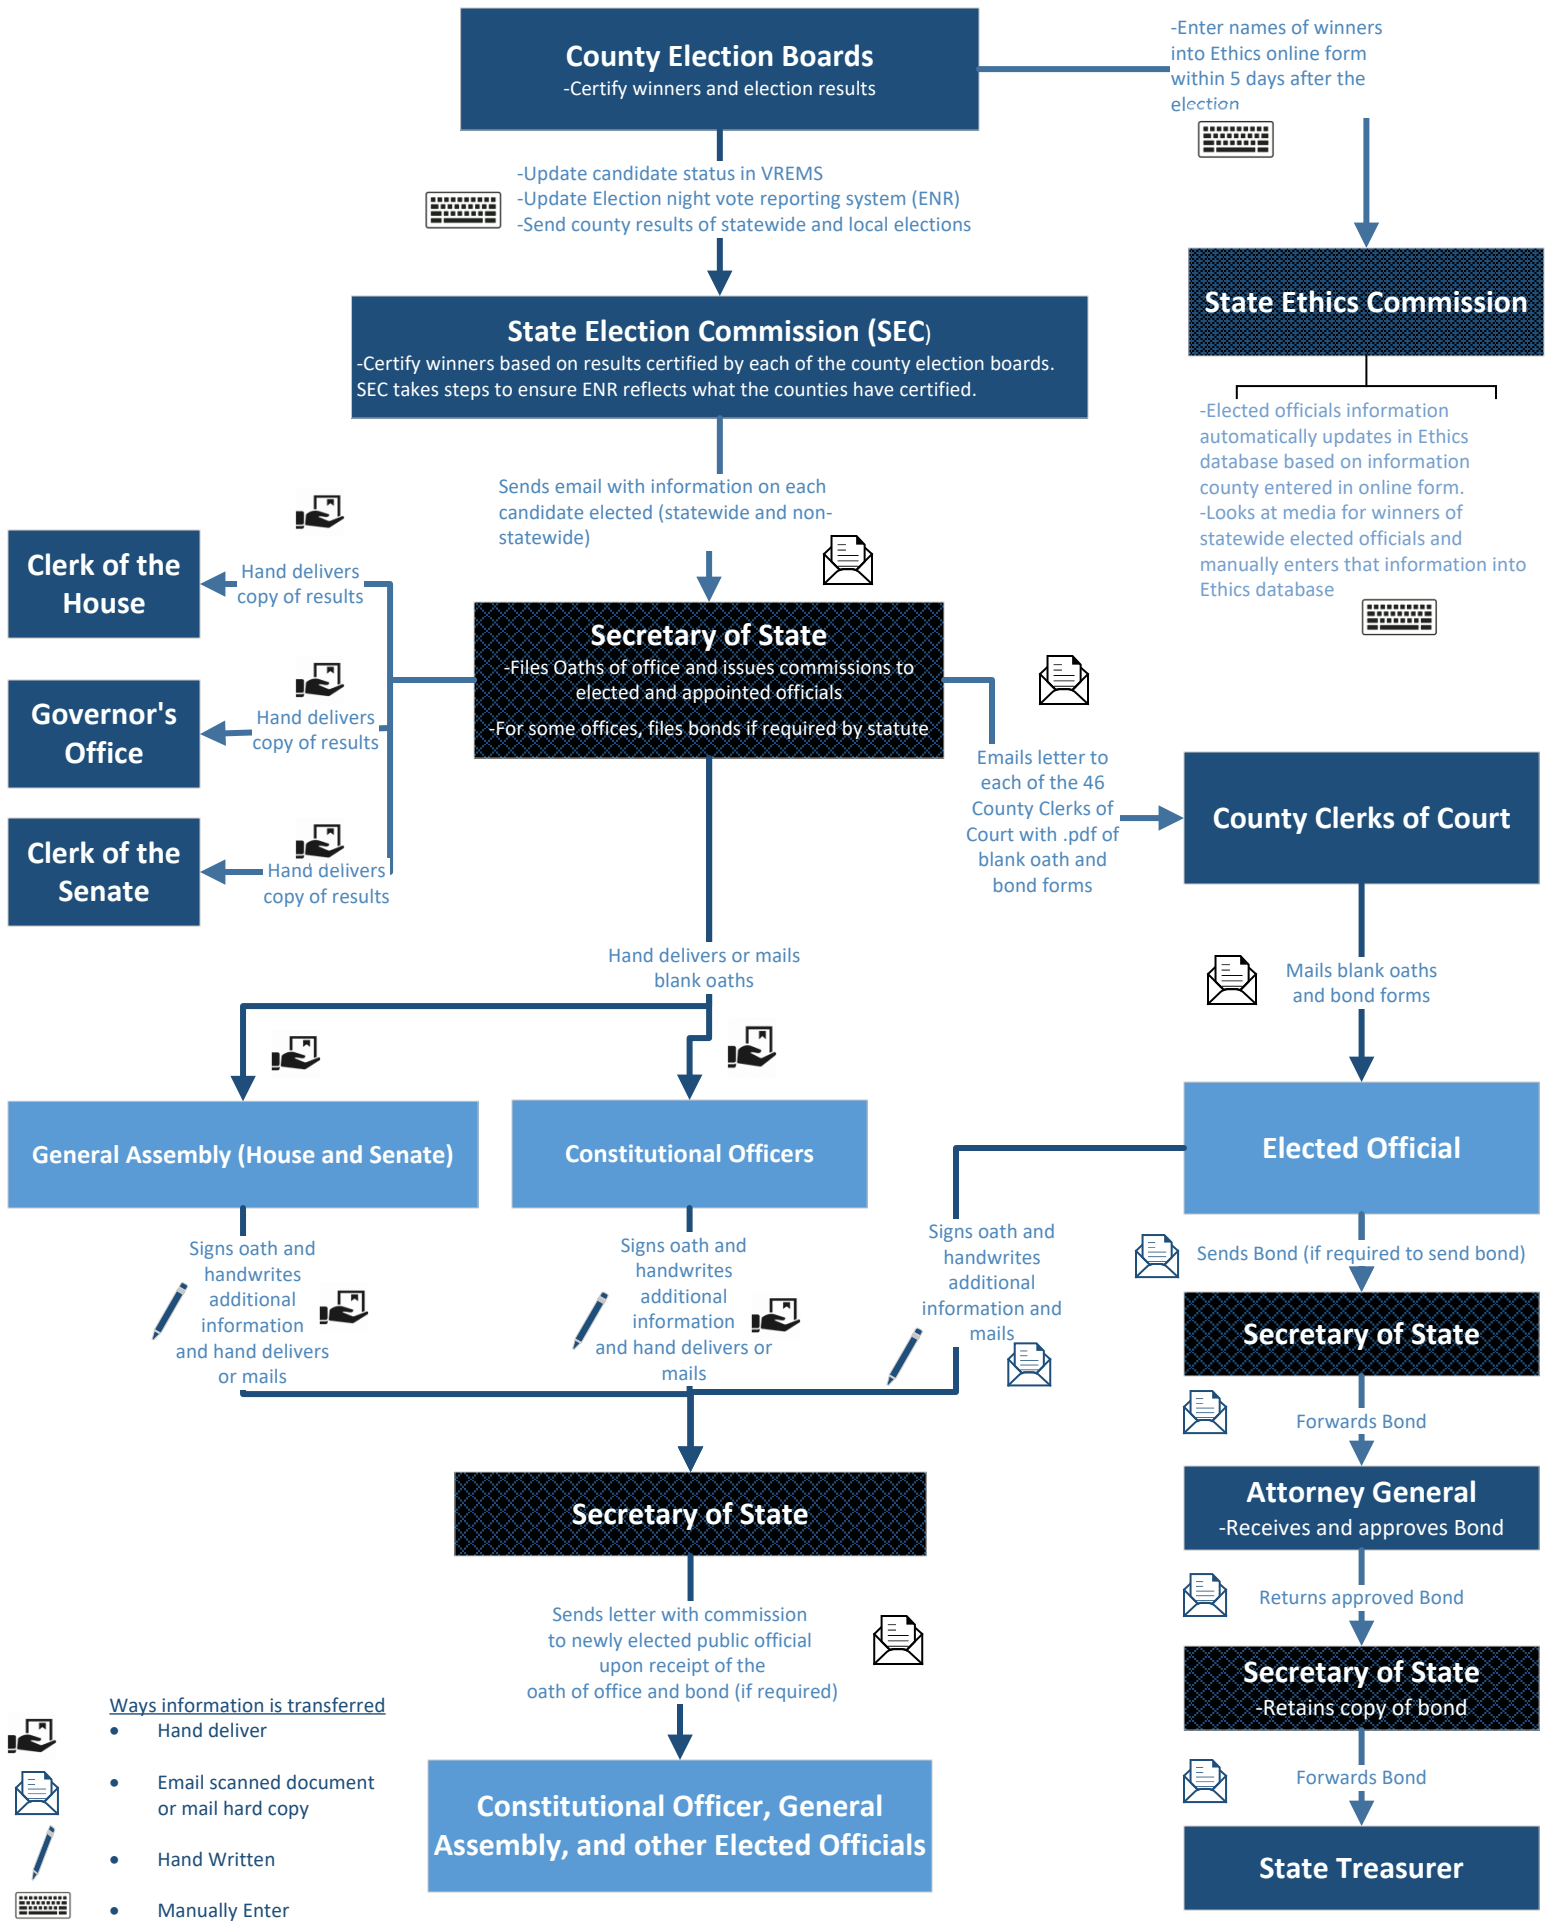 County Election Boards
-Certify winners and election results
-Enter names of winners
into Ethics online form
within 5 days after the
election
-Update candidate status in VREMS
-Update Election night vote reporting system (ENR)
-Send county results of statewide and local elections
State Ethics Commission
State Election Commission (SEC)
-Certify winners based on results certified by each of the county election boards.
SEC takes steps to ensure ENR reflects what the counties have certified.
-Elected officials information
automatically updates in Ethics
database based on information
county entered in online form.
-Looks at media for winners of
statewide elected officials and
manually enters that information into
Ethics database
Sends email with information on each
candidate elected (statewide and non-
statewide)
Clerk of the
House
Hand delivers
copy of results
Secretary of State
-Files Oaths of office and issues commissions to
elected and appointed officials
-For some offices, files bonds if required by statute
Governor's
Office
Hand delivers
copy of results
Emails letter to
each of the 46
County Clerks of
Court with .pdf of
blank oath and
bond forms
County Clerks of Court
Clerk of the
Senate
Hand delivers
copy of results
Hand delivers or mails
blank oaths
Mails blank oaths
and bond forms
General Assembly (House and Senate)
Constitutional Officers
Elected Official
Signs oath and
handwrites
additional
information
and hand delivers
or mails
Signs oath and
handwrites
additional
information
and hand delivers or
mails
Signs oath and
handwrites
additional
information and
mails
Sends Bond (if required to send bond)
Secretary of State
Forwards Bond
Attorney General
-Receives and approves Bond
Secretary of State
Returns approved Bond
Sends letter with commission
to newly elected public official
upon receipt of the
oath of office and bond (if required)
Secretary of State
-Retains copy of bond
Forwards Bond
Constitutional Officer, General
Assembly, and other Elected Officials
State Treasurer
Ways information is transferred
• Hand deliver
• Email scanned document
or mail hard copy
• Hand Written
• Manually Enter